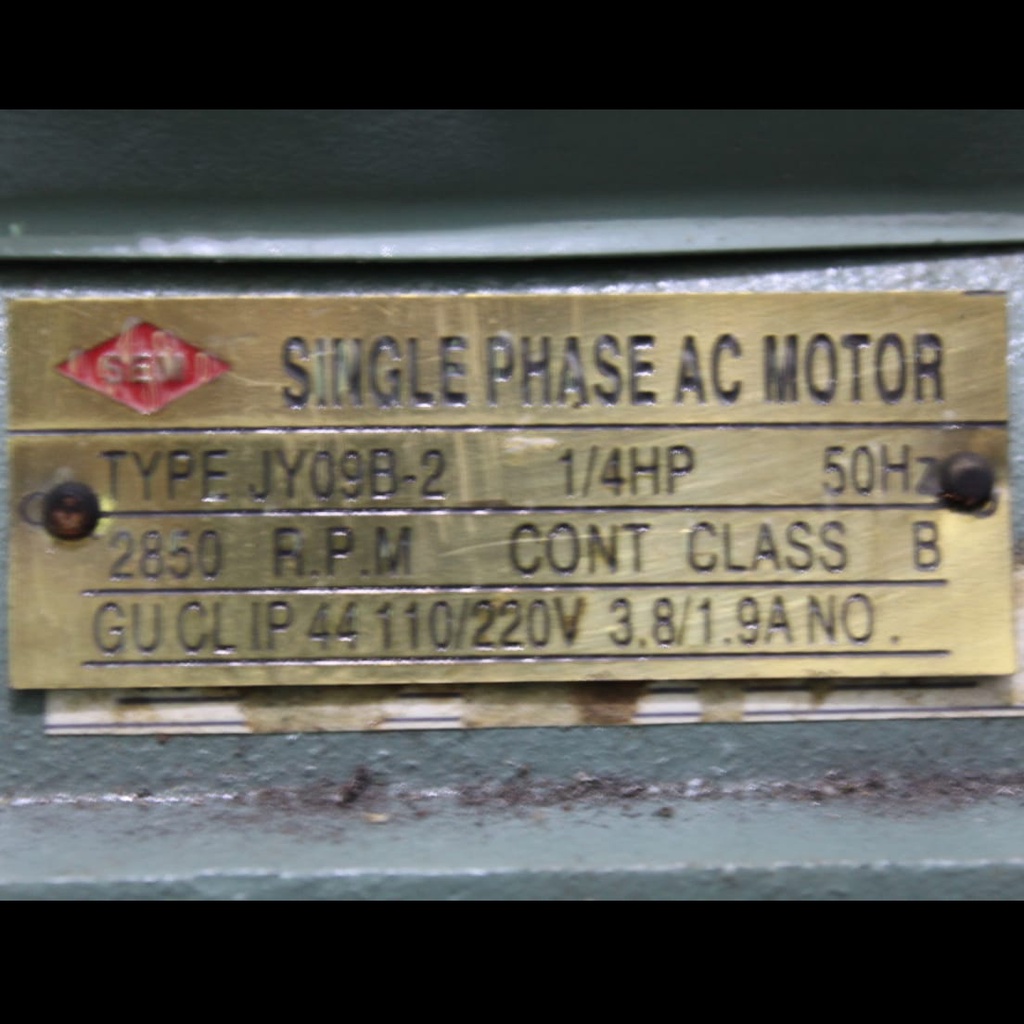 SEM
SINGLE PHASE AC MOTOR
TYPE JY09B-2 1/4HP 50Hz
2850 R.P.M CONT CLASS B
GU CL IP 44 110/220V 3.8/1.9A NO.